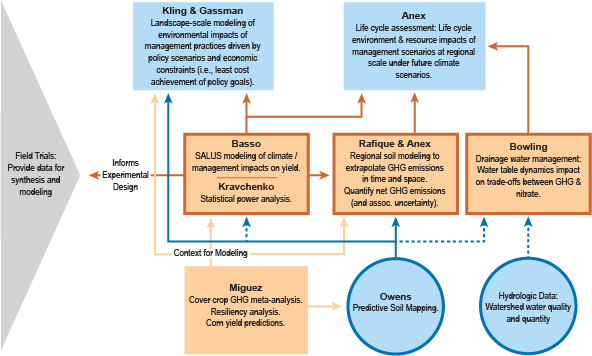 Kling & Gassman
Landscape-scale modeling of
environmental impacts of
management practices driven by
policy scenarios and economic
constraints (i.e., least cost
achievement of policy goals).
Anex
Life cycle assessment: Life cycle
environment & resource impacts of
management scenarios at regional
scale under future climate
scenarios.
Field Trials:
Provide data for
synthesis and
modeling
Informs
Experimental
Design
Basso
SALUS modeling of climate /
management impacts on yield.
Kravchenko
Statistical power analysis.
Rafique & Anex
Regional soil modeling to
extrapolate GHG emissions
in time and space.
Quantify net GHG emissions
(and assoc. uncertainty).
Bowling
Drainage water management:
Water table dynamics impact
on trade-offs between GHG &
nitrate.
Context for Modeling
Miguez
Cover crop GHG meta-analysis.
Resiliency analysis.
Corn yield predictions.
Owens
Predictive Soil Mapping.
Hydrologic Data:
Watershed water quality
and quantity